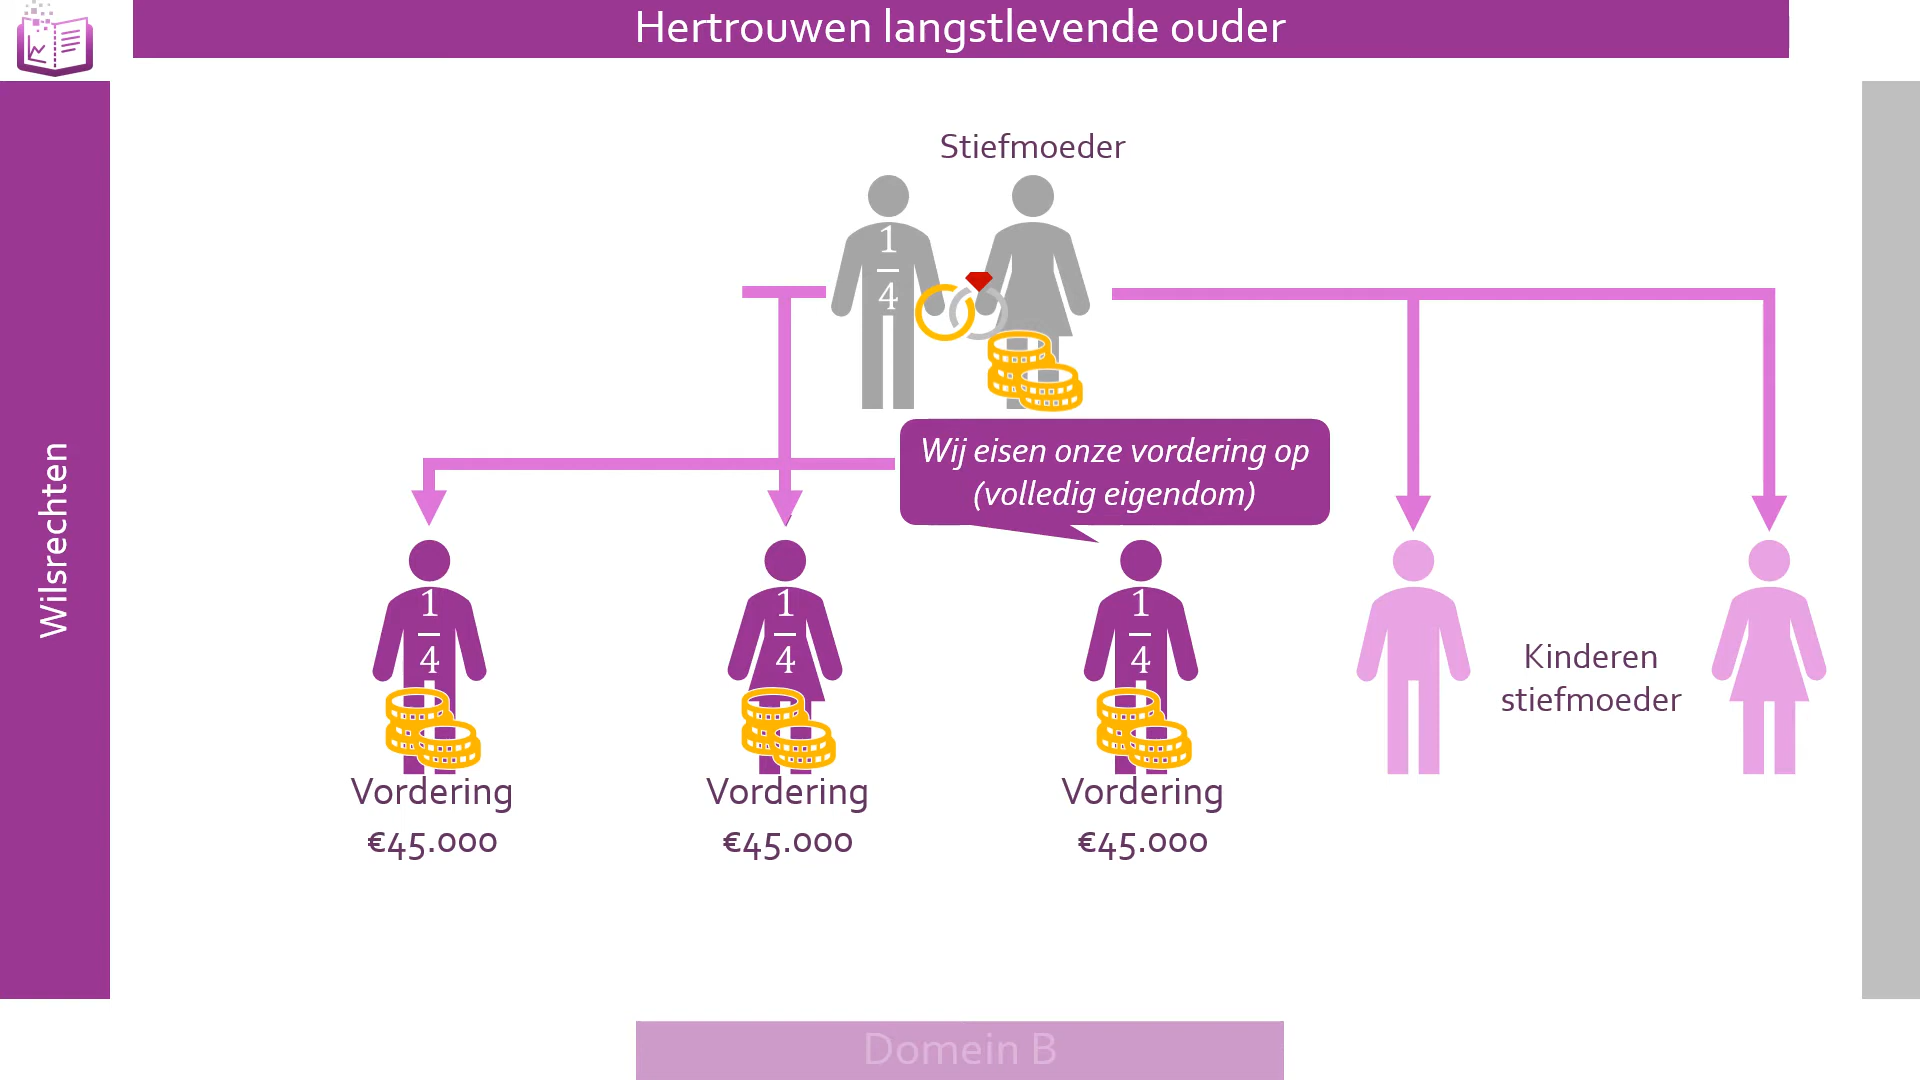 Hertrouwen langstlevende ouder
Wilsrechten
Stiefmoeder
1
4
Wij eisen onze vordering op
(volledig eigendom)
1
4
1
4
1
4
Kinderen
stiefmoeder
Vordering
€45.000
Vordering
€45.000
Vordering
€45.000
Domein B